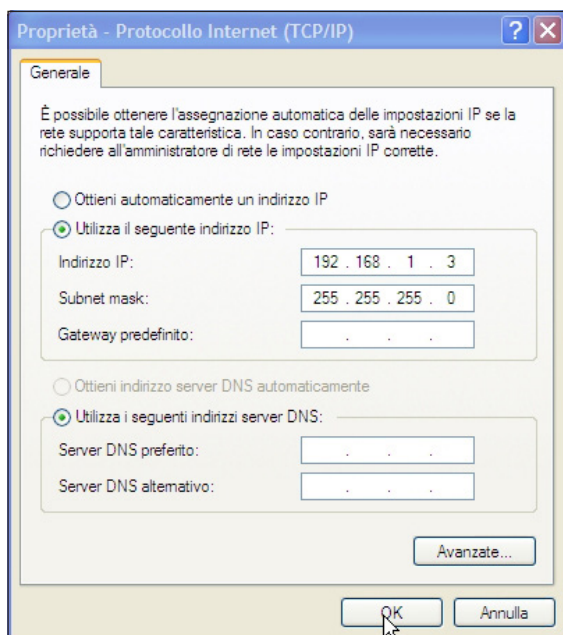 Proprietà - Protocollo Internet (TCP/IP)
Generale
È possibile ottenere l'assegnazione automatica delle impostazioni IP se la
rete supporta tale caratteristica. In caso contrario, sarà necessario
richiedere all'amministratore di rete le impostazioni IP corrette.
Ottieni automaticamente un indirizzo IP
Utilizza il seguente indirizzo IP:
Indirizzo IP: 192 . 168 . 1 . 3
Subnet mask: 255 . 255 . 255 . 0
Gateway predefinito: . . .
Ottieni indirizzo server DNS automaticamente
Utilizza i seguenti indirizzi server DNS:
Server DNS preferito: . . .
Server DNS alternativo: . . .
Avanzate...
OK Annulla